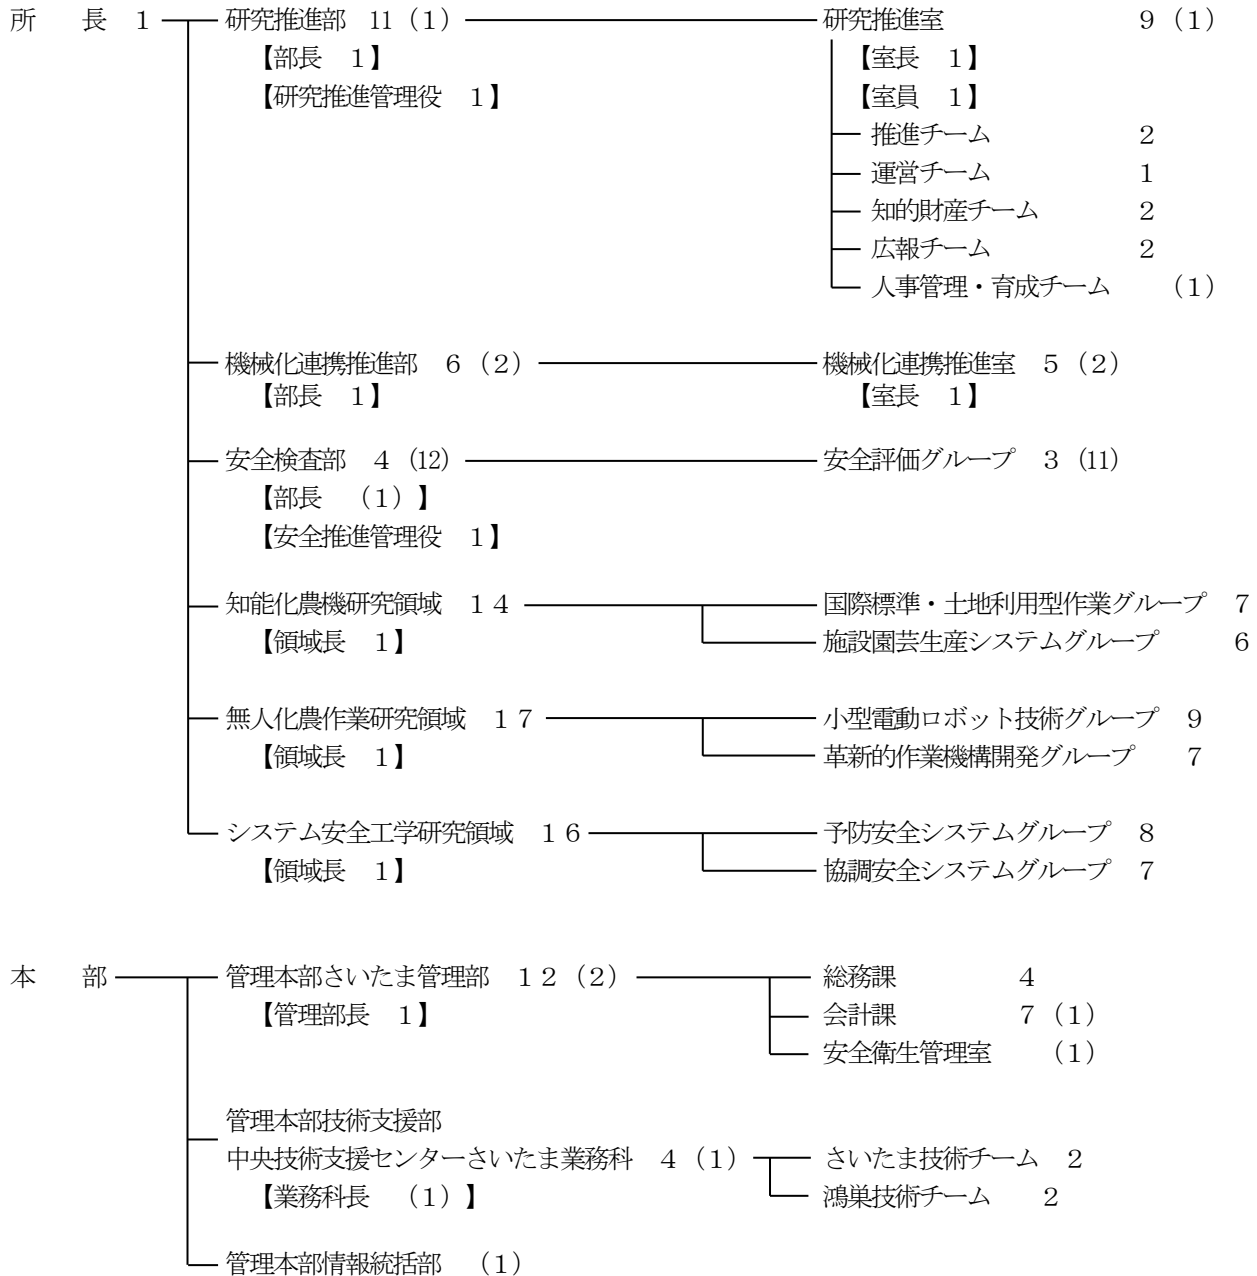 所　長　1　研究推進部　11（1）　研究推進室　9（1）
【部長　1】　【室長　1】
【研究推進管理役　1】　【室員　1】
推進チーム　2
運営チーム　1
知的財産チーム　2
広報チーム　2
人事管理・育成チーム　（1）
機械化連携推進部　6（2）　機械化連携推進室　5（2）
【部長　1】　【室長　1】
安全検査部　4（12）　安全評価グループ　3（11）
【部長　（1）】
【安全推進管理役　1】
知能化農機研究領域　14　国際標準・土地利用型作業グループ　7
【領域長　1】　施設園芸生産システムグループ　6
無人化農作業研究領域　17　小型電動ロボット技術グループ　9
【領域長　1】　革新的作業機構開発グループ　7
システム安全工学研究領域　16　予防安全システムグループ　8
【領域長　1】　協調安全システムグループ　7
本　部　管理本部さいたま管理部　12（2）　総務課　4
【管理部長　1】　会計課　7（1）
安全衛生管理室　（1）
管理本部技術支援部
中央技術支援センターさいたま業務科　4（1）　さいたま技術チーム　2
【業務科長　（1）】　鴻巣技術チーム　2
管理本部情報統括部　（1）